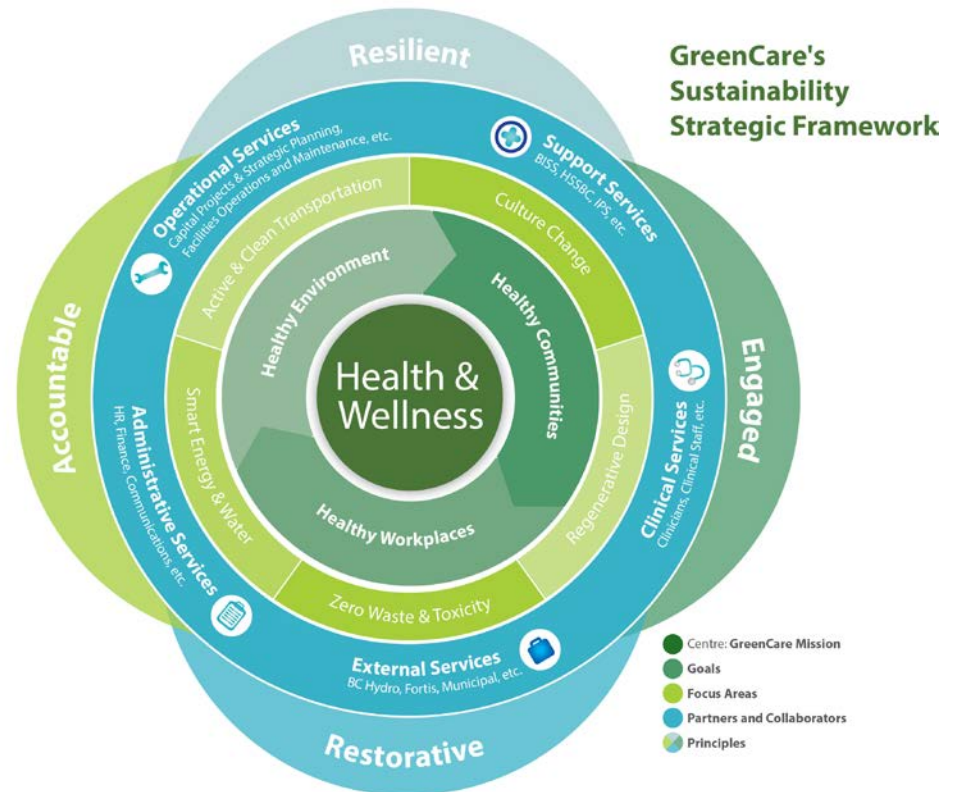 GreenCare's
Sustainability
Strategic Framework
Resilient
Engaged
Restorative
Accountable
Operational Services
Capital Projects & Strategic Planning,
Facilities Operations and Maintenance, etc.
Support Services
BISS, HSSBC, IPS, etc.
Clinical Services
Clinicians, Clinical Staff, etc.
External Services
BC Hydro, Fortis, Municipal, etc.
Administrative Services
HR, Finance, Communications, etc.
Active & Clean Transportation
Culture Change
Regenerative Design
Zero Waste & Toxicity
Smart Energy & Water
Healthy Environment
Healthy Communities
Healthy Workplaces
Health &
Wellness
Centre: GreenCare Mission
Goals
Focus Areas
Partners and Collaborators
Principles